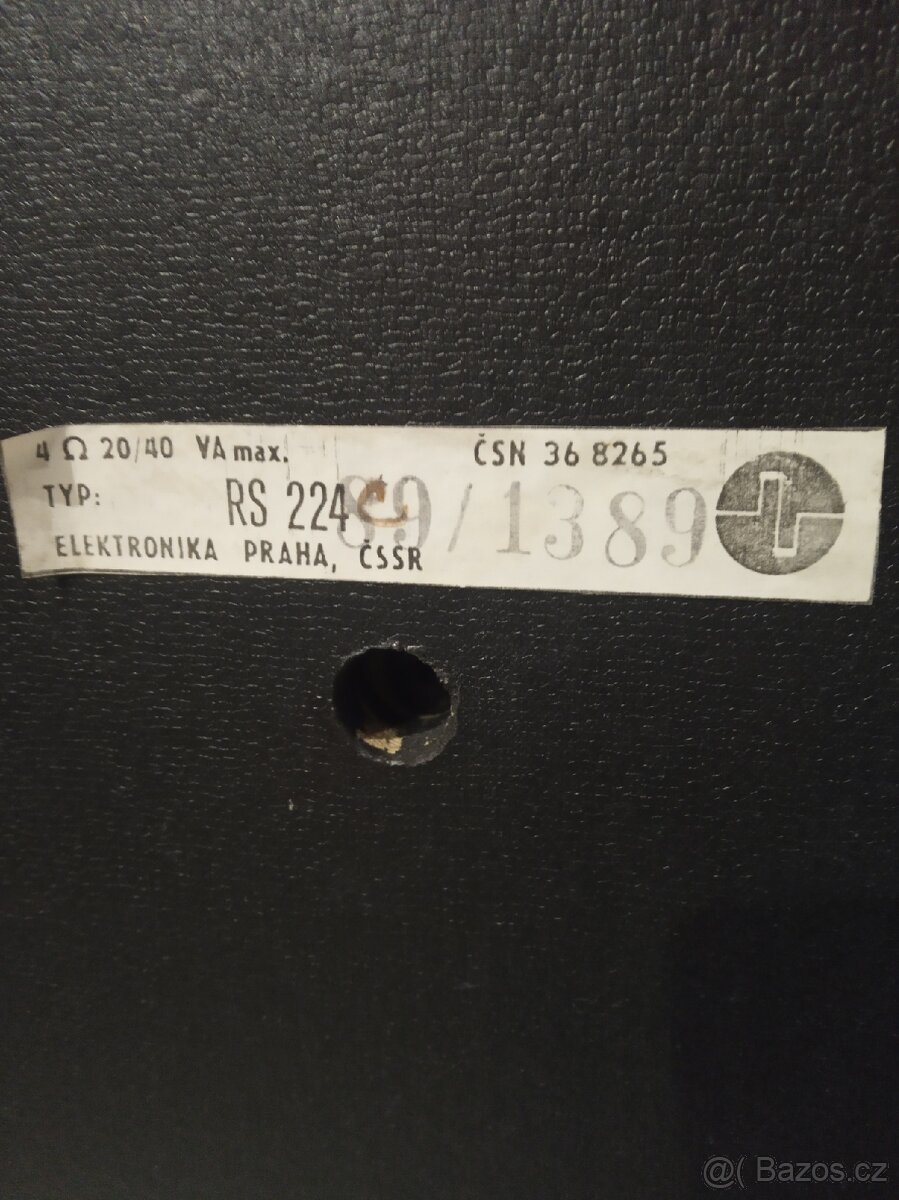 4 Ω 20/40 VA max. ČSN 36 8265
TYP: RS 224 C 89/1389
ELEKTRONIKA PRAHA, ČSSR
@( Bazos.cz